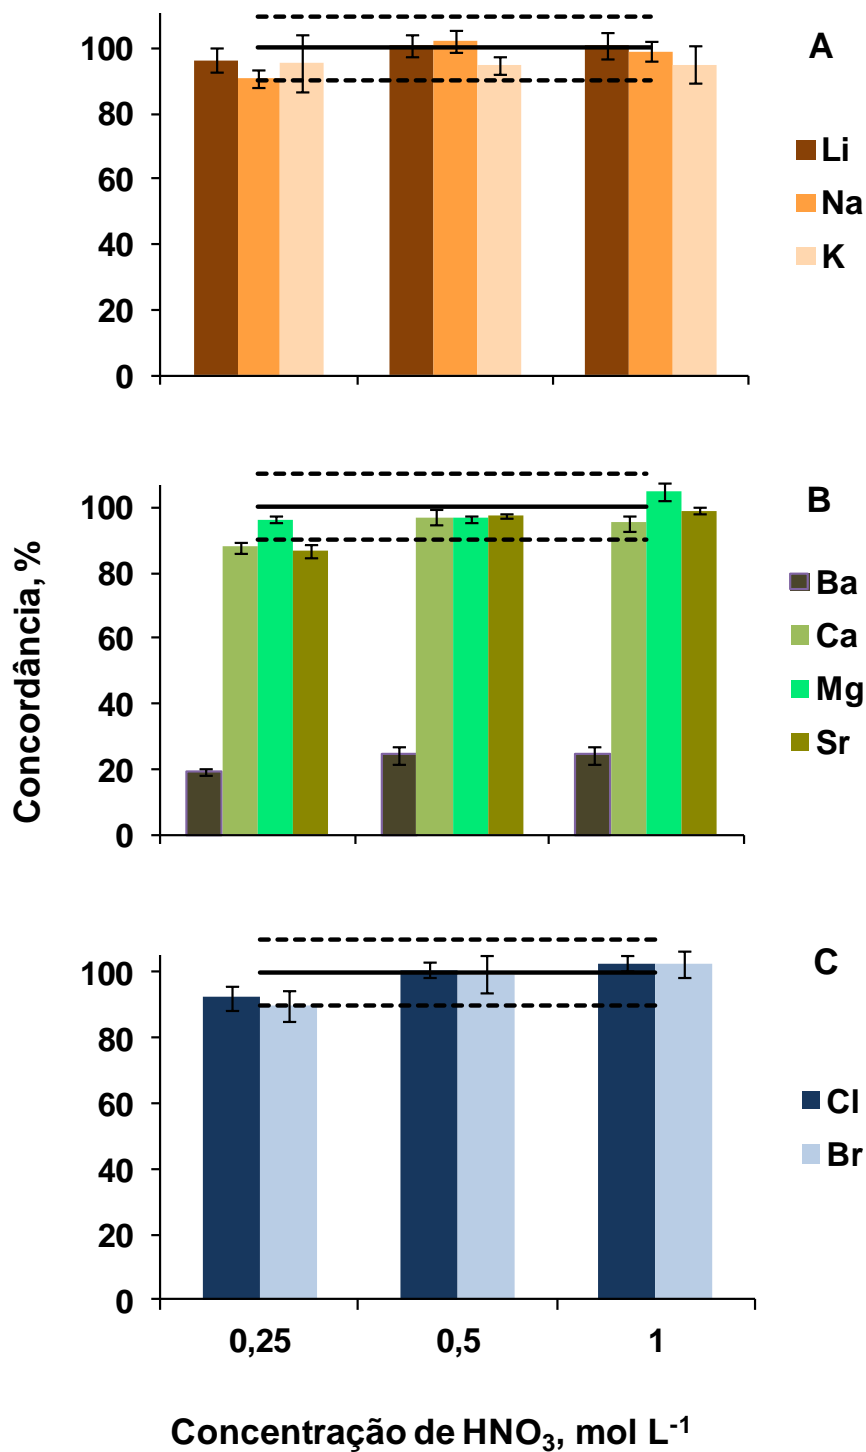 A
100
80
60
40
20
0
Li
Na
K
B
100
80
60
40
20
0
Ba
Ca
Mg
Sr
Concordância, %
C
100
80
60
40
20
0
Cl
Br
0,25 0,5 1
Concentração de HNO₃, mol L⁻¹